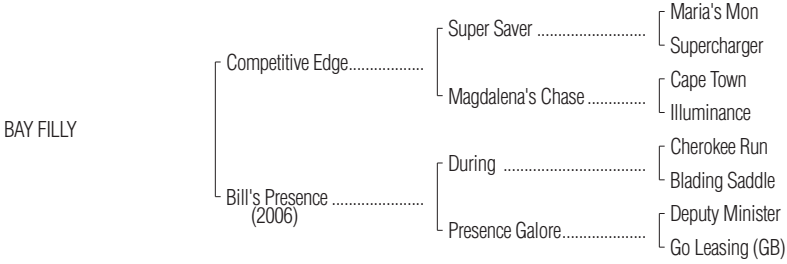 Maria's Mon
Super Saver ..........................
Supercharger
Competitive Edge..................
Cape Town
Magdalena's Chase ..............
Illuminance
BAY FILLY
Cherokee Run
During ..................................
Blading Saddle
Bill's Presence ......................
(2006)
Deputy Minister
Presence Galore....................
Go Leasing (GB)